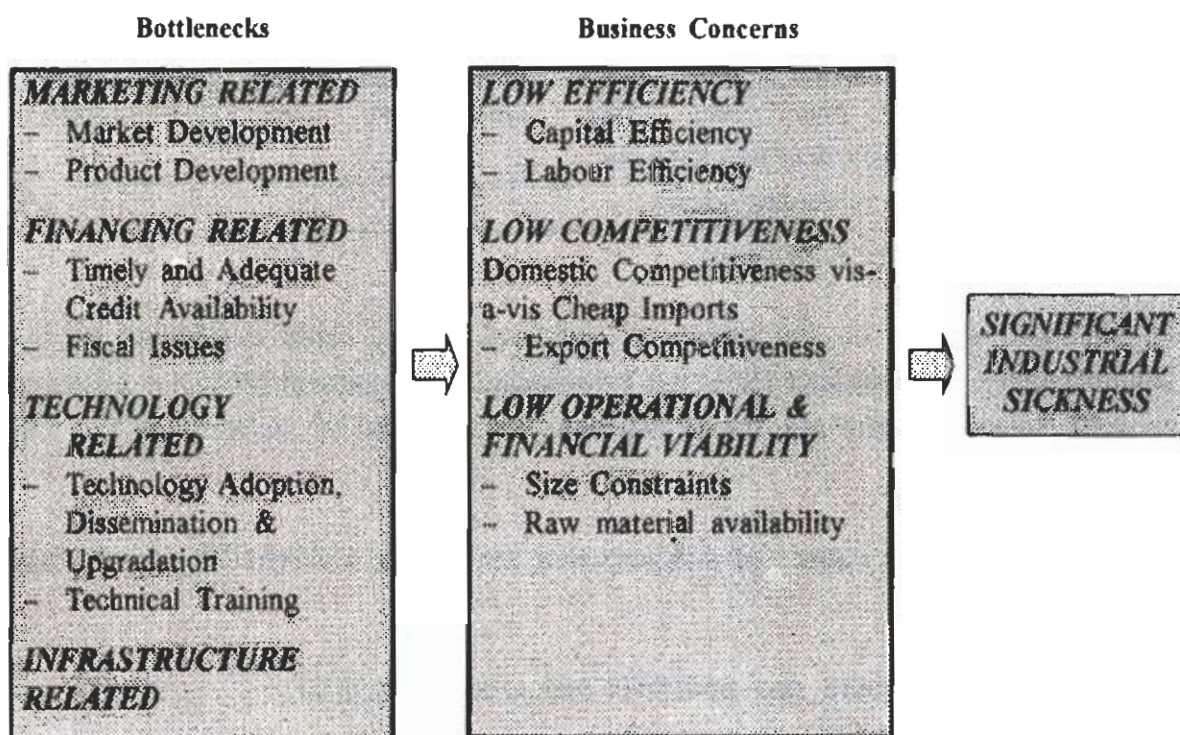 Bottlenecks
MARKETING RELATED
– Market Development
– Product Development
FINANCING RELATED
– Timely and Adequate
Credit Availability
– Fiscal Issues
TECHNOLOGY
RELATED
– Technology Adoption,
Dissemination &
Upgradation
– Technical Training
INFRASTRUCTURE
RELATED
Business Concerns
LOW EFFICIENCY
– Capital Efficiency
– Labour Efficiency
LOW COMPETITIVENESS
Domestic Competitiveness vis-
a-vis Cheap Imports
– Export Competitiveness
LOW OPERATIONAL &
FINANCIAL VIABILITY
– Size Constraints
– Raw material availability
SIGNIFICANT
INDUSTRIAL
SICKNESS